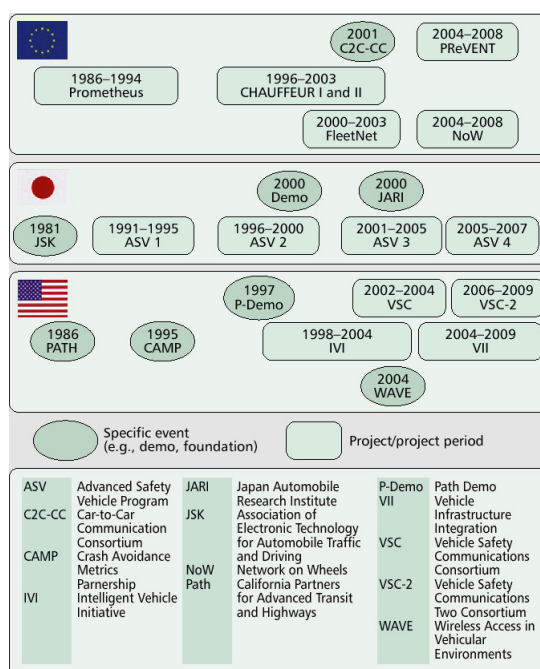 2001
C2C-CC
2004–2008
PReVENT
1986–1994
Prometheus
1996–2003
CHAUFFEUR I and II
2000–2003
FleetNet
2004–2008
NoW
2000
Demo
2000
JARI
1981
JSK
1991–1995
ASV 1
1996–2000
ASV 2
2001–2005
ASV 3
2005–2007
ASV 4
1997
P-Demo
2002–2004
VSC
2006–2009
VSC-2
1986
PATH
1995
CAMP
1998–2004
IVI
2004–2009
VII
2004
WAVE
Specific event
(e.g., demo, foundation)
Project/project period
ASV Advanced Safety
Vehicle Program
C2C-CC Car-to-Car
Communication
Consortium
CAMP Crash Avoidance
Metrics
Parnership
IVI Intelligent Vehicle
Initiative
JARI Japan Automobile
Research Institute
JSK Association of
Electronic Technology
for Automobile Traffic
and Driving
NoW Network on Wheels
Path California Partners
for Advanced Transit
and Highways
P-Demo Path Demo
VII Vehicle
Infrastructure
Integration
VSC Vehicle Safety
Communications
Consortium
VSC-2 Vehicle Safety
Communications
Two Consortium
WAVE Wireless Access in
Vehicular
Environments